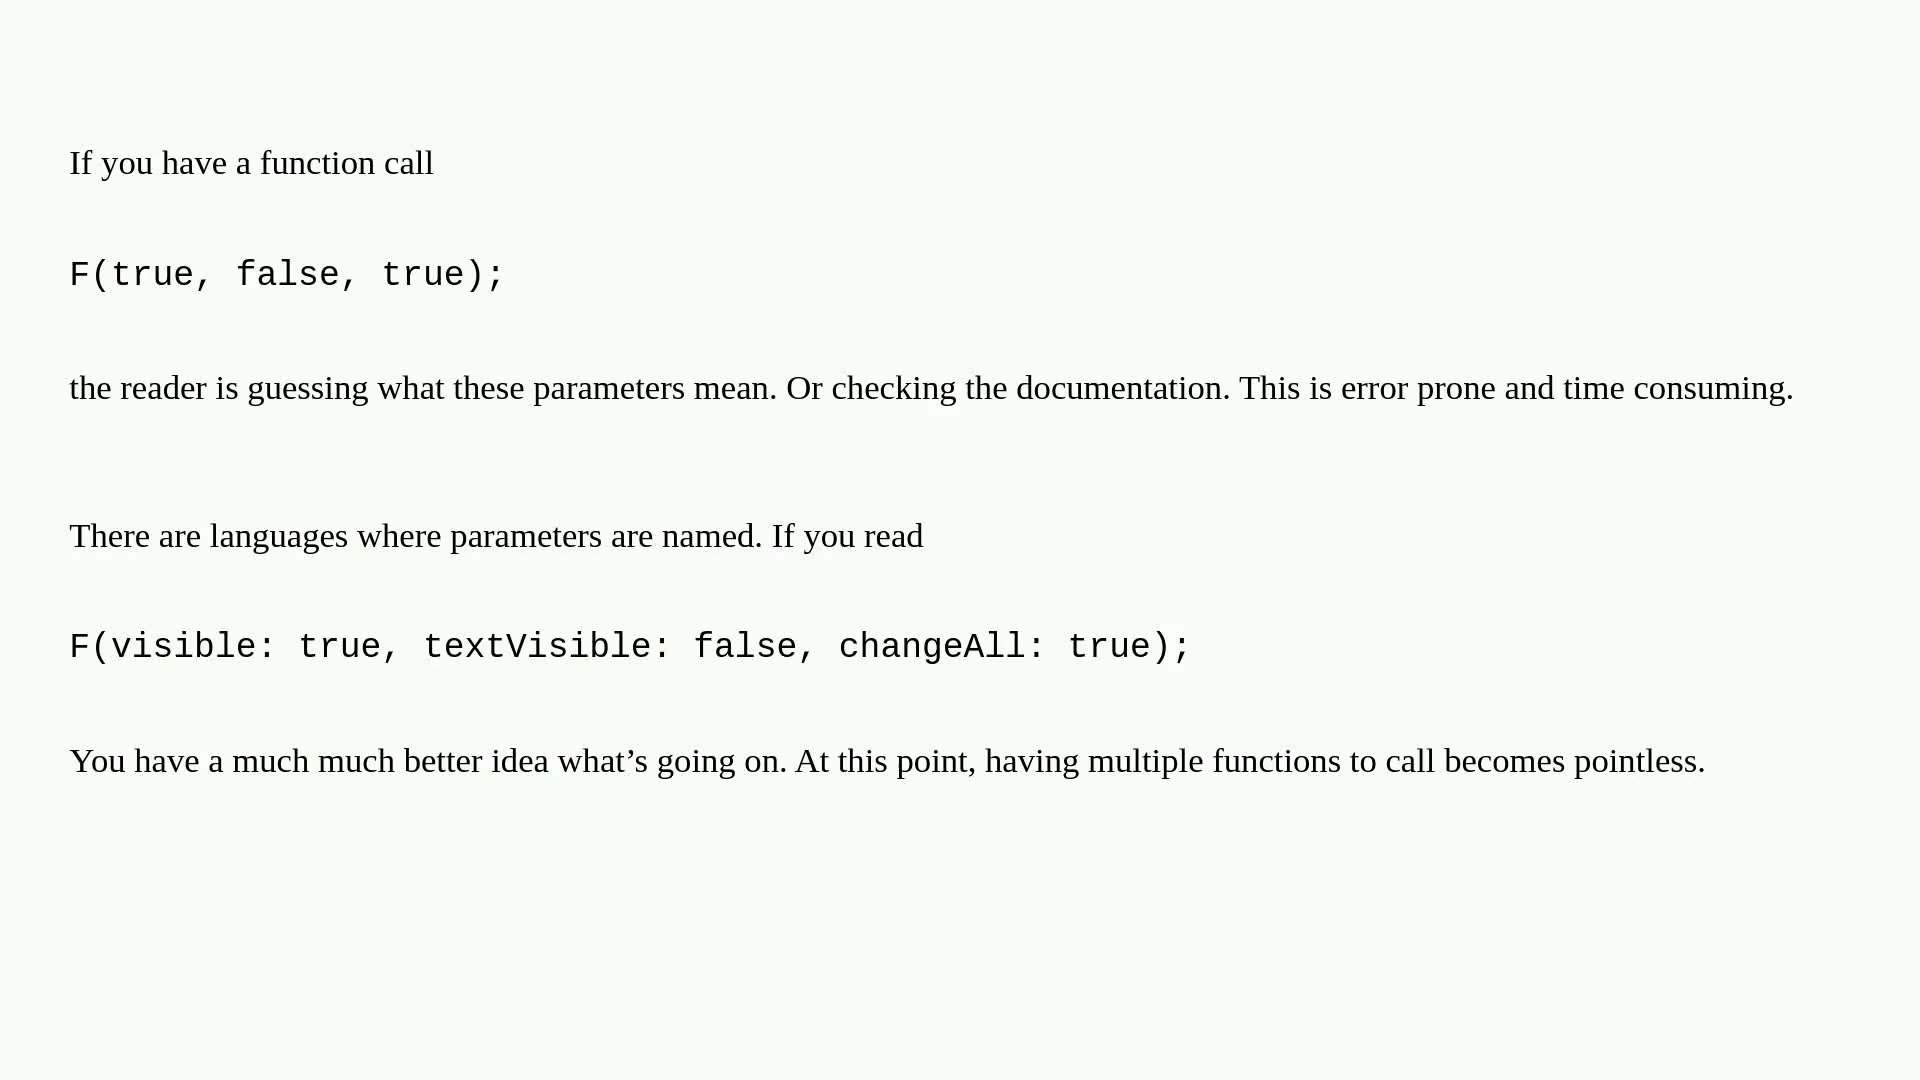 If you have a function call
F(true, false, true);
the reader is guessing what these parameters mean. Or checking the documentation. This is error prone and time consuming.
There are languages where parameters are named. If you read
F(visible: true, textVisible: false, changeAll: true);
You have a much much better idea what’s going on. At this point, having multiple functions to call becomes pointless.